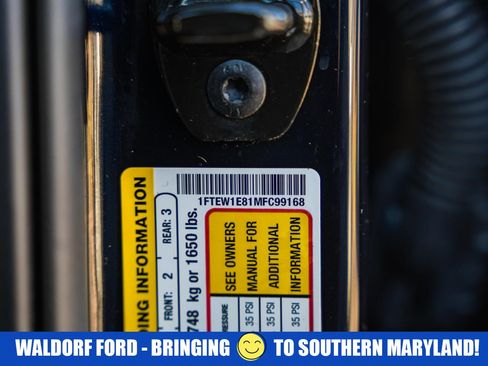 1FTEW1E81MFC99168
DING INFORMATION
FRONT: 2 REAR: 3
748 kg or 1650 lbs.
SEE OWNERS
MANUAL FOR
ADDITIONAL
INFORMATION
35 PSI
35 PSI
35 PSI
WALDORF FORD - BRINGING TO SOUTHERN MARYLAND!